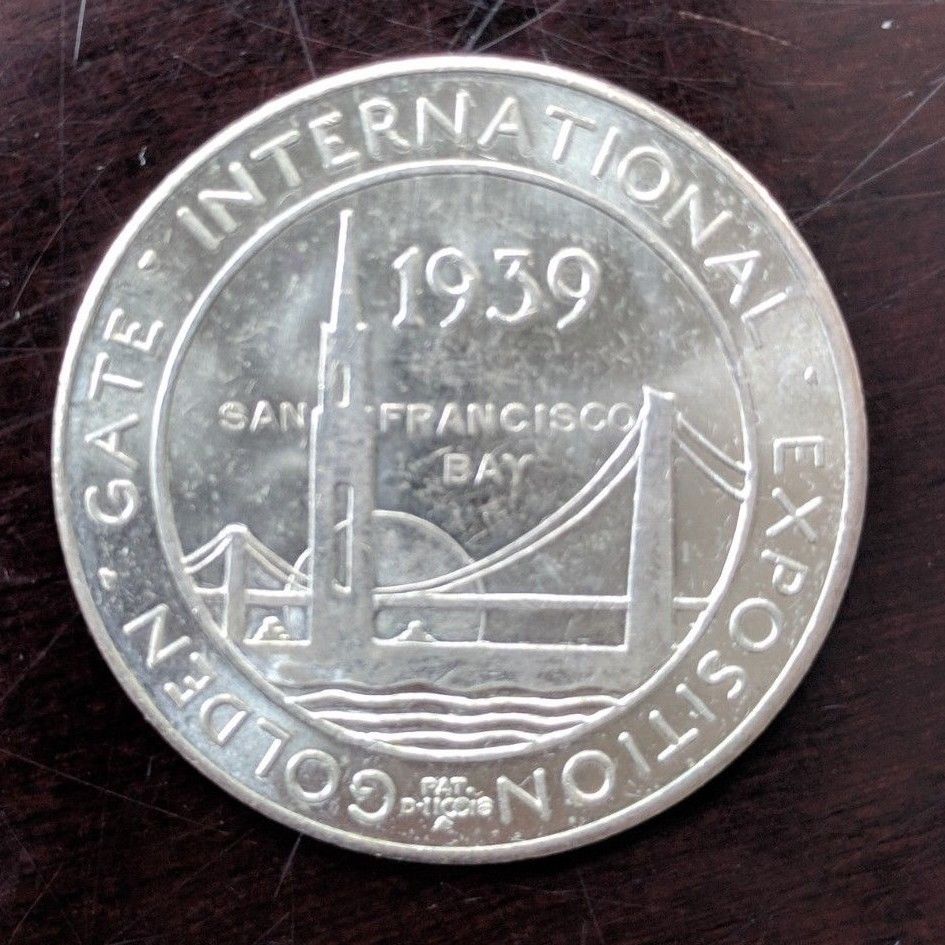 GOLDEN · GATE · INTERNATIONAL · EXPOSITION
1939
SAN FRANCISCO
BAY
PAT.